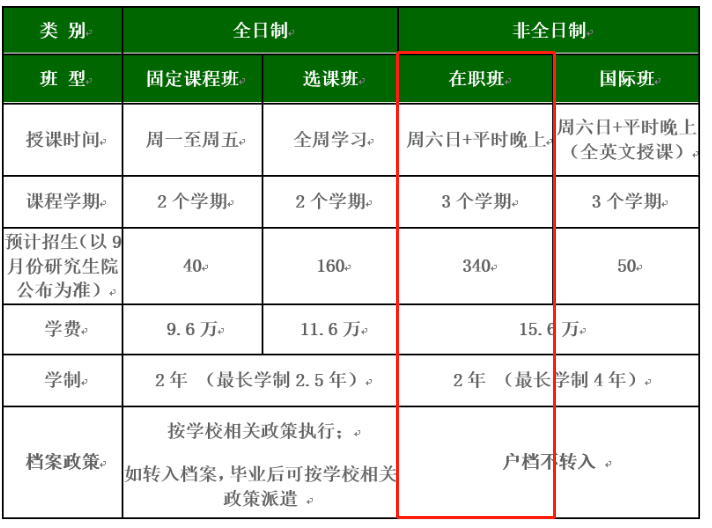 类 别 全日制 非全日制
班 型 固定课程班 选课班 在职班 国际班
授课时间 周一至周五 全周学习 周六日+平时晚上 周六日+平时晚上
（全英文授课）
课程学期 2 个学期 2 个学期 3 个学期 3 个学期
预计招生（以 9
月份研究生院
公布为准） 40 160 340 50
学费 9.6 万 11.6 万 15.6 万
学制 2 年 （最长学制 2.5 年） 2 年 （最长学制 4 年）
档案政策 按学校相关政策执行；
如转入档案，毕业后可按学校相关
政策派遣 户档不转入